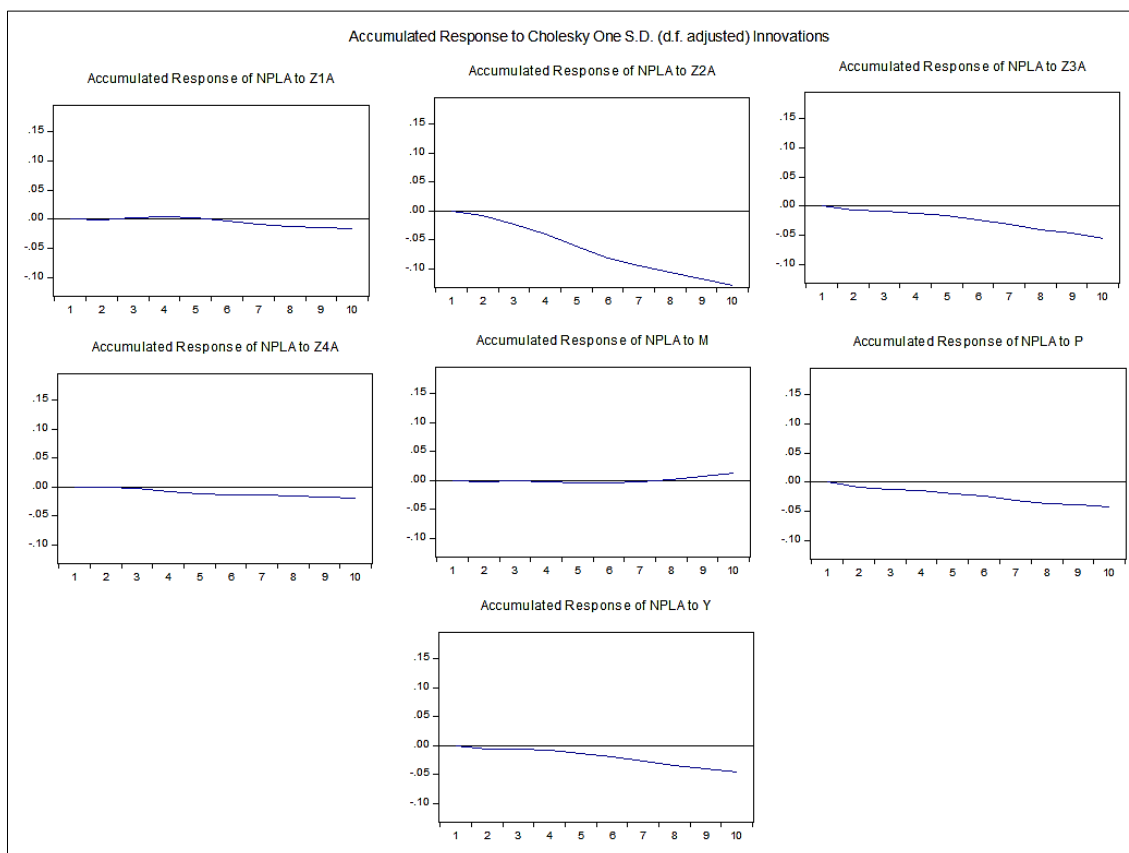 Accumulated Response to Cholesky One S.D. (d.f. adjusted) Innovations
Accumulated Response of NPLA to Z1A
.15
.10
.05
.00
-.05
-.10
1 2 3 4 5 6 7 8 9 10
Accumulated Response of NPLA to Z2A
.15
.10
.05
.00
-.05
-.10
1 2 3 4 5 6 7 8 9 10
Accumulated Response of NPLA to Z3A
.15
.10
.05
.00
-.05
-.10
1 2 3 4 5 6 7 8 9 10
Accumulated Response of NPLA to Z4A
.15
.10
.05
.00
-.05
-.10
1 2 3 4 5 6 7 8 9 10
Accumulated Response of NPLA to M
.15
.10
.05
.00
-.05
-.10
1 2 3 4 5 6 7 8 9 10
Accumulated Response of NPLA to P
.15
.10
.05
.00
-.05
-.10
1 2 3 4 5 6 7 8 9 10
Accumulated Response of NPLA to Y
.15
.10
.05
.00
-.05
-.10
1 2 3 4 5 6 7 8 9 10